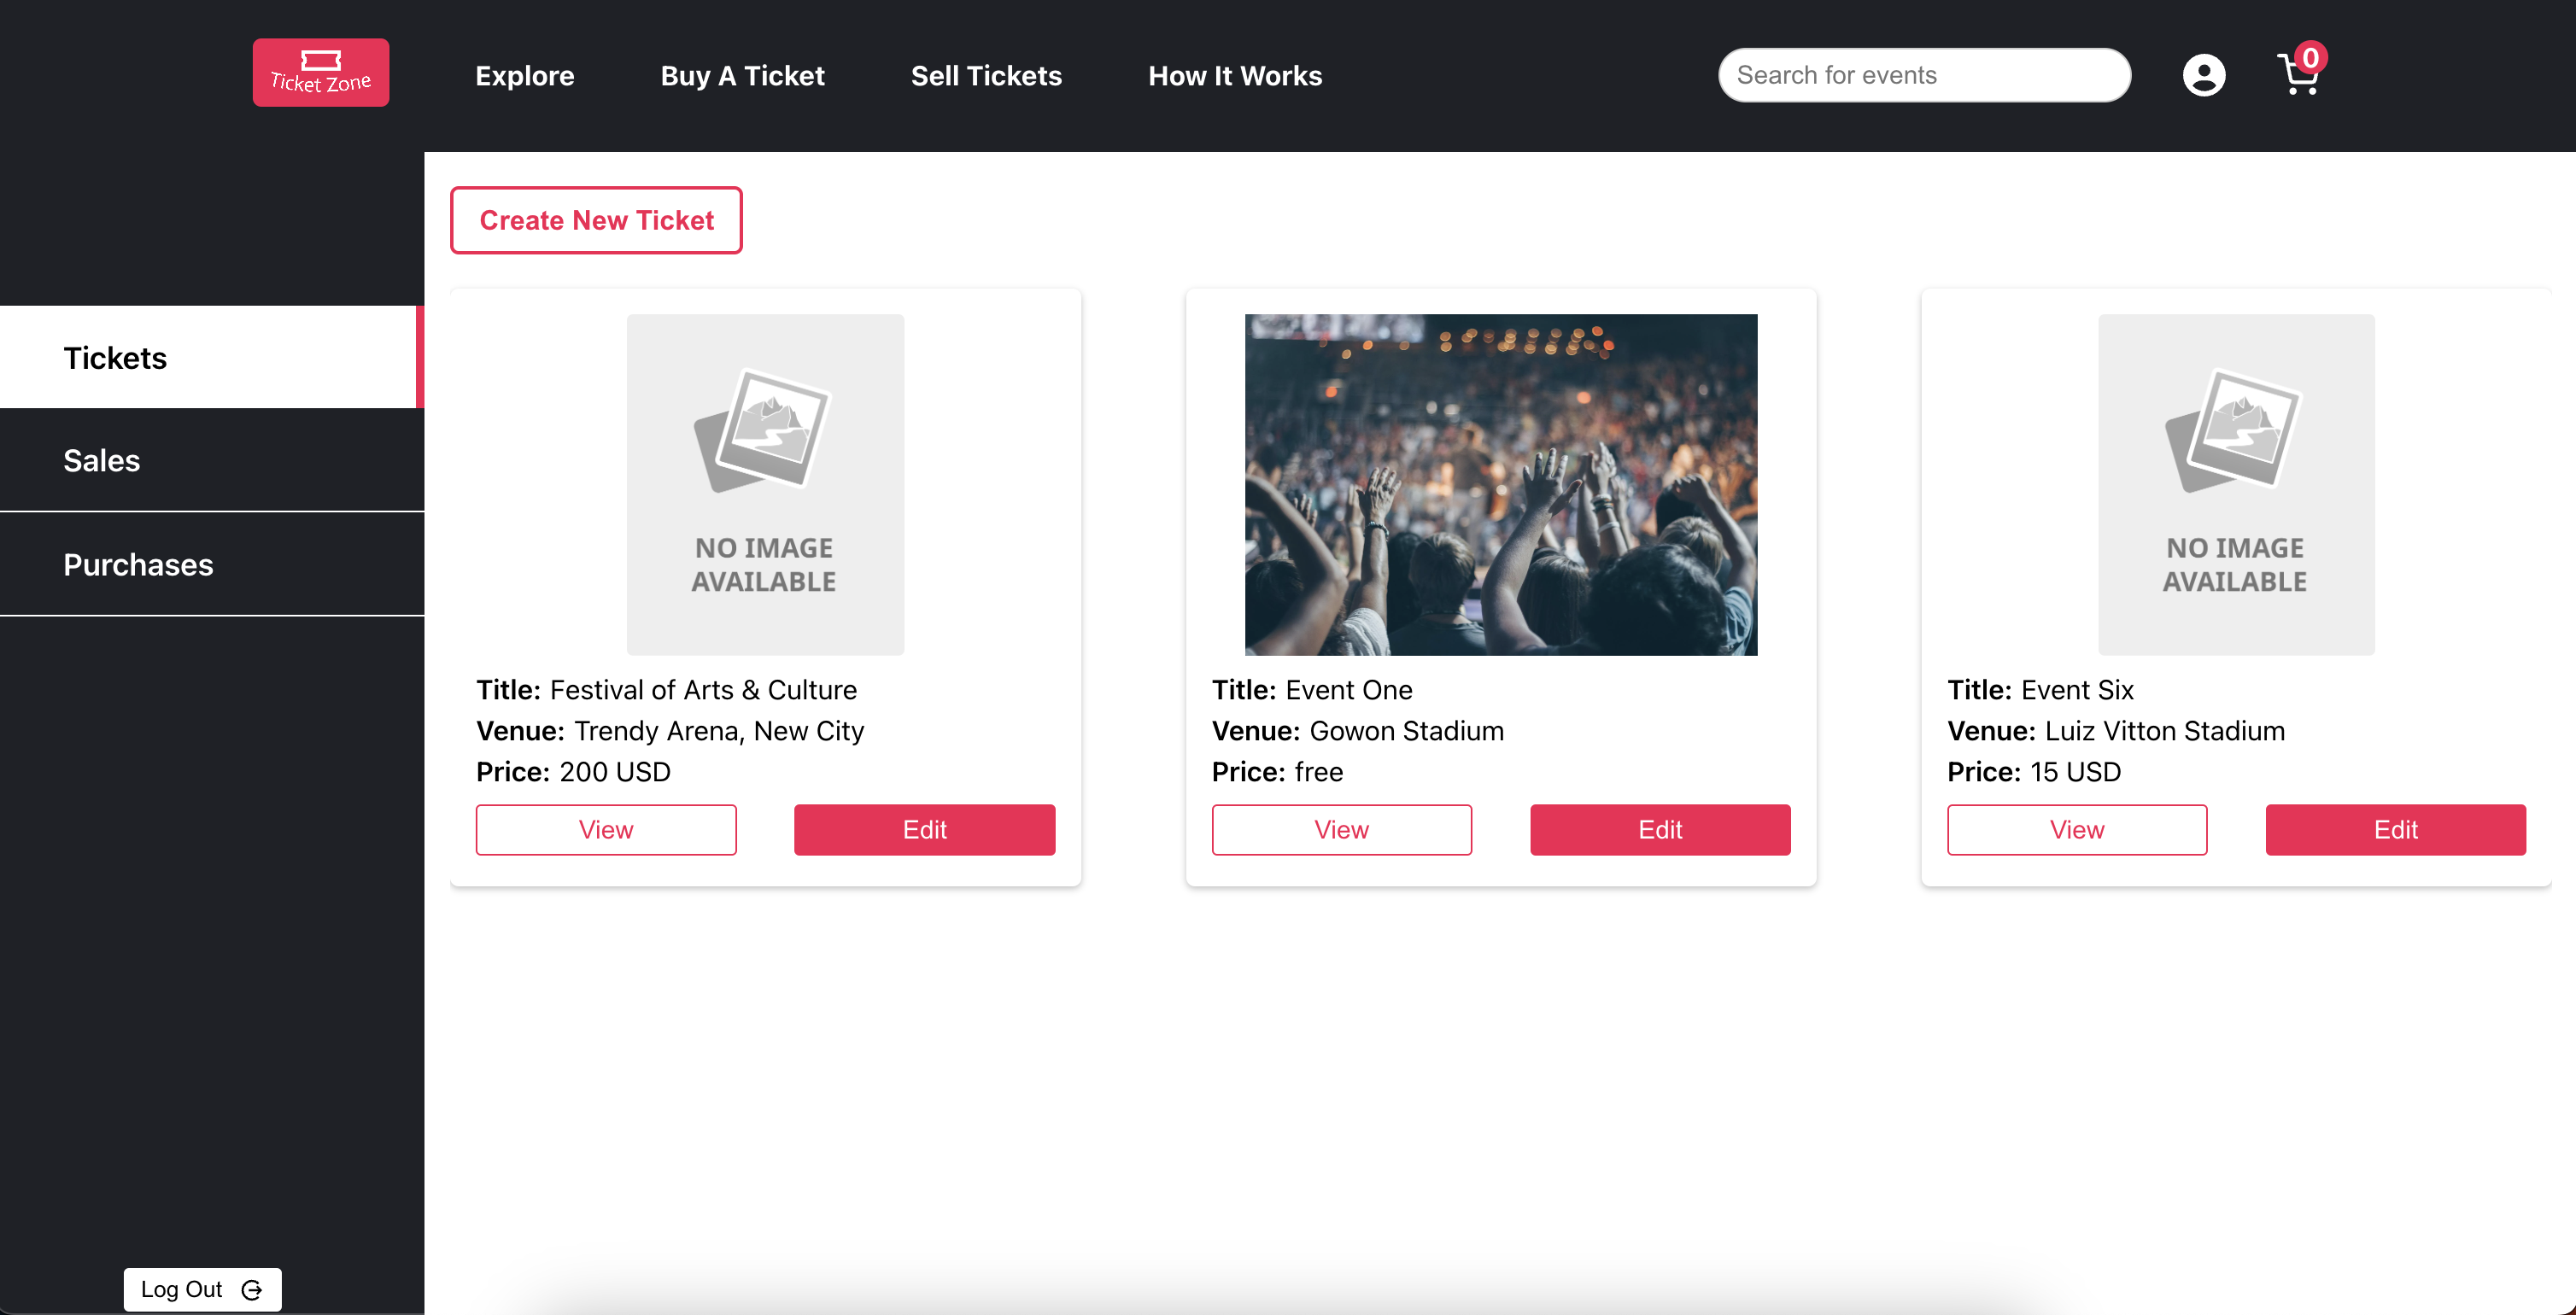 Ticket Zone
Explore
Buy A Ticket
Sell Tickets
How It Works
Search for events
0
Tickets
Sales
Purchases
Log Out
Create New Ticket
NO IMAGE
AVAILABLE
Title: Festival of Arts & Culture
Venue: Trendy Arena, New City
Price: 200 USD
View
Edit
Title: Event One
Venue: Gowon Stadium
Price: free
View
Edit
NO IMAGE
AVAILABLE
Title: Event Six
Venue: Luiz Vitton Stadium
Price: 15 USD
View
Edit